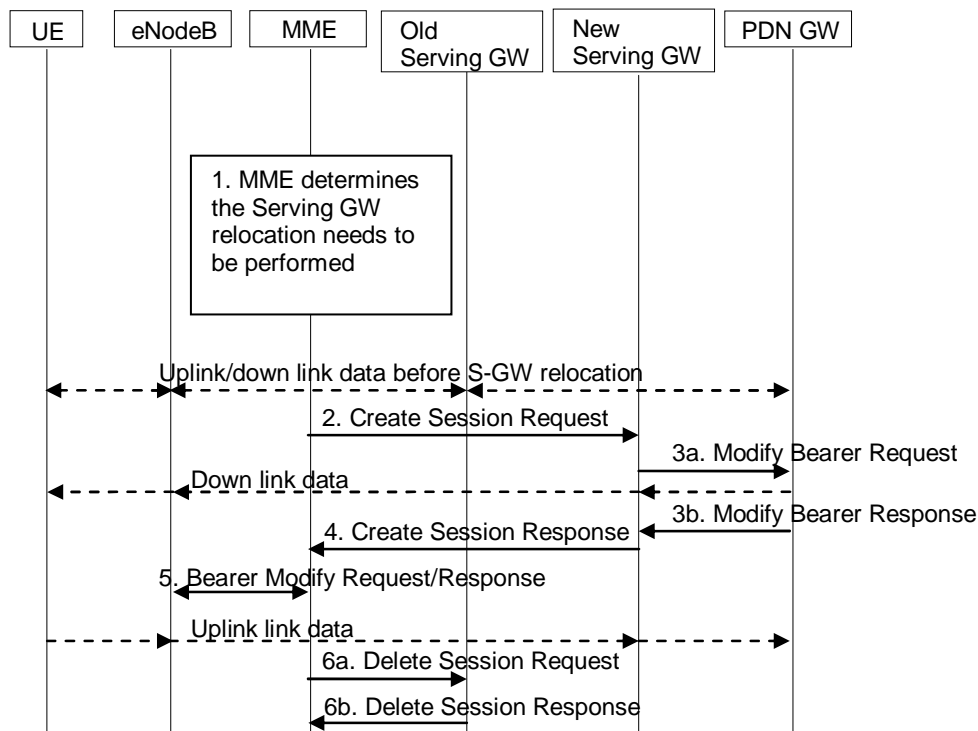 UE
eNodeB
MME
Old
Serving GW
New
Serving GW
PDN GW
1. MME determines
the Serving GW
relocation needs to
be performed
Uplink/down link data before S-GW relocation
2. Create Session Request
3a. Modify Bearer Request
Down link data
3b. Modify Bearer Response
4. Create Session Response
5. Bearer Modify Request/Response
Uplink link data
6a. Delete Session Request
6b. Delete Session Response